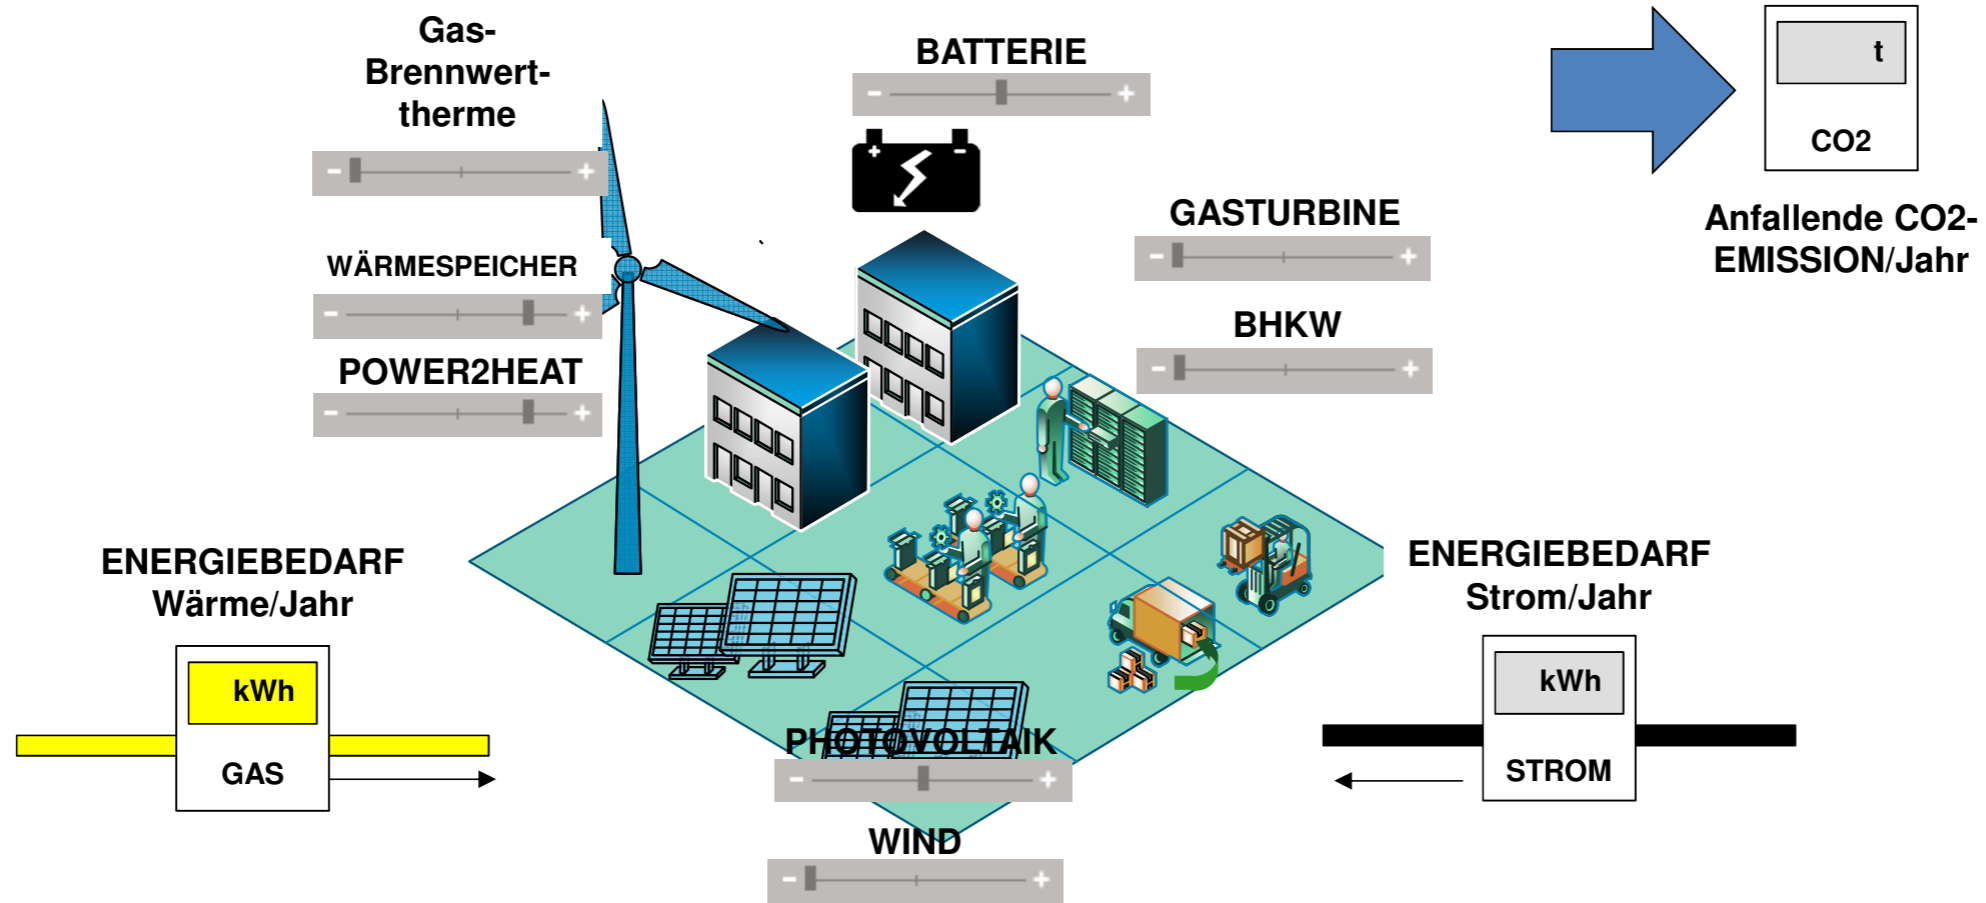 Gas-
Brennwert-
therme
BATTERIE
t
CO2
Anfallende CO2-
EMISSION/Jahr
GASTURBINE
WÄRMESPEICHER
BHKW
POWER2HEAT
ENERGIEBEDARF
Wärme/Jahr
kWh
GAS
ENERGIEBEDARF
Strom/Jahr
kWh
STROM
PHOTOVOLTAIK
WIND